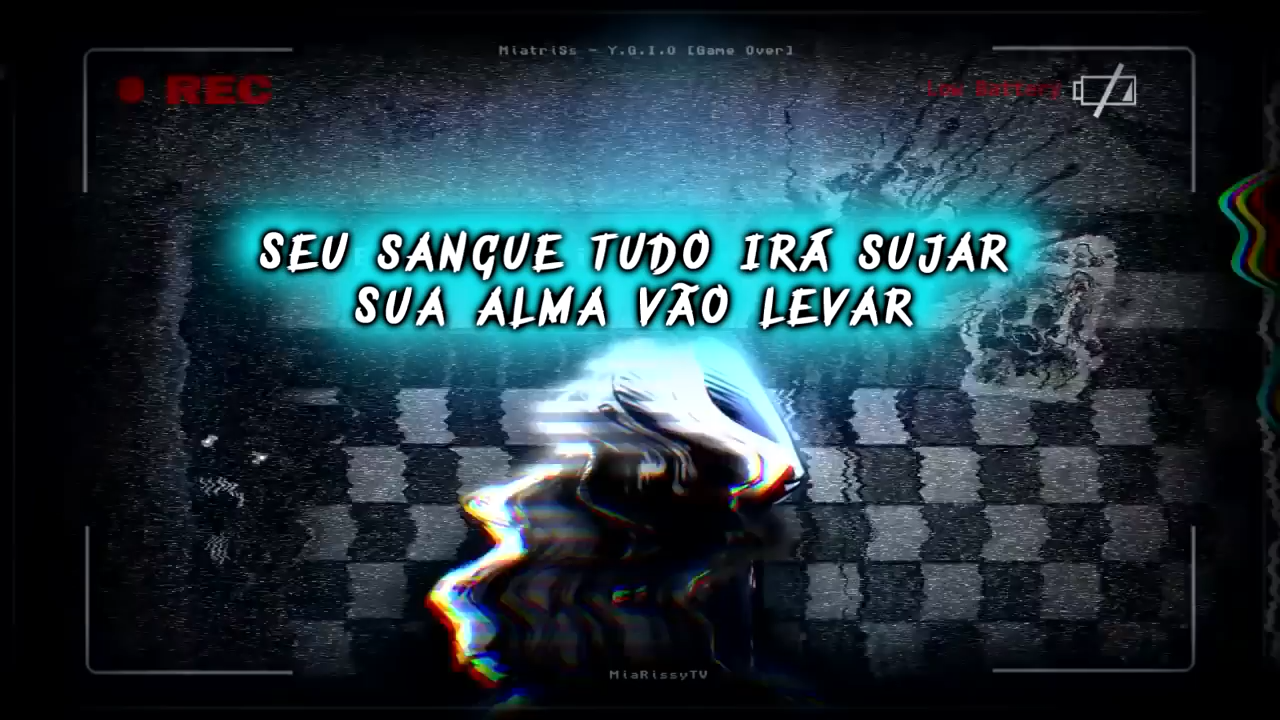 MiatriSs - Y.G.I.O [Game Over]
REC
Low Battery
SEU SANGUE TUDO IRÁ SUJAR
SUA ALMA VÃO LEVAR
MiaRissyTV